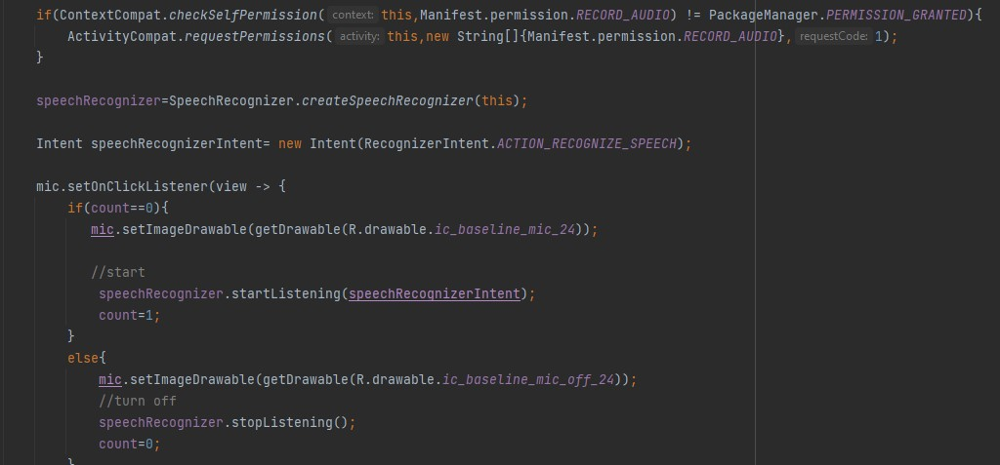 if(ContextCompat.checkSelfPermission( context: this,Manifest.permission.RECORD_AUDIO) != PackageManager.PERMISSION_GRANTED){
ActivityCompat.requestPermissions( activity: this,new String[]{Manifest.permission.RECORD_AUDIO}, requestCode: 1);
}
speechRecognizer=SpeechRecognizer.createSpeechRecognizer(this);
Intent speechRecognizerIntent= new Intent(RecognizerIntent.ACTION_RECOGNIZE_SPEECH);
mic.setOnClickListener(view -> {
if(count==0){
mic.setImageDrawable(getDrawable(R.drawable.ic_baseline_mic_24));
//start
speechRecognizer.startListening(speechRecognizerIntent);
count=1;
}
else{
mic.setImageDrawable(getDrawable(R.drawable.ic_baseline_mic_off_24));
//turn off
speechRecognizer.stopListening();
count=0;
}